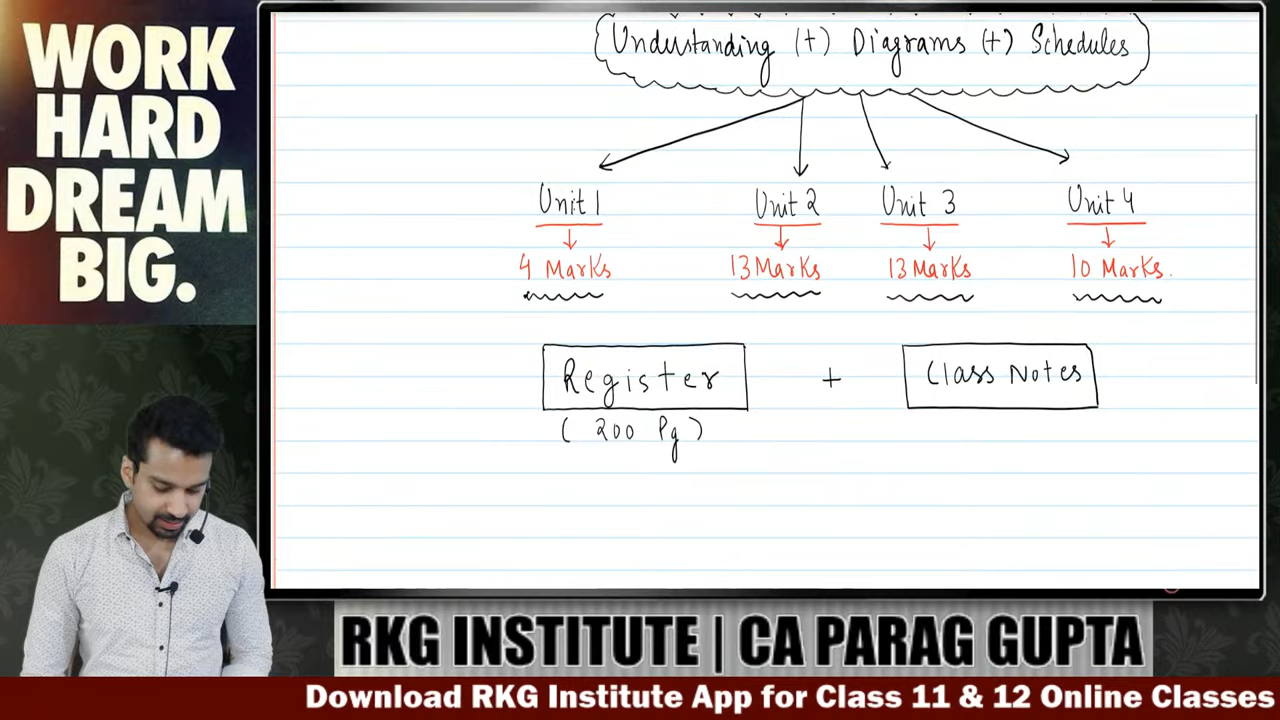 WORK
HARD
DREAM
BIG.
Understanding (+) Diagrams (+) Schedules
Unit 1 Unit 2 Unit 3 Unit 4
4 Marks 13 Marks 13 Marks 10 Marks.
Register + Class Notes
( 200 Pg )
RKG INSTITUTE | CA PARAG GUPTA
Download RKG Institute App for Class 11 & 12 Online Classes